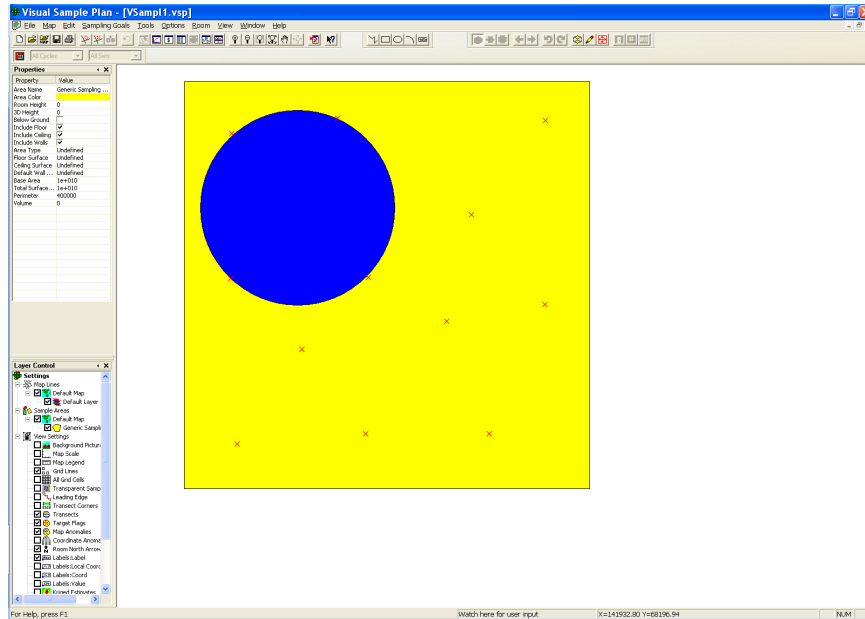 Visual Sample Plan - [VSampl1.vsp]
File Map Edit Sampling Goals Tools Options Room View Window Help
All Cycles All Sets
Properties
Property Value
Area Name Generic Sampling ...
Area Color
Room Height 0
3D Height 0
Below Ground
Include Floor
Include Ceiling
Include Walls
Area Type Undefined
Floor Surface Undefined
Ceiling Surface Undefined
Default Wall ... Undefined
Base Area 1e+010
Total Surface... 1e+010
Perimeter 400000
Volume 0
Layer Control
Settings
Map Lines
Default Map
Default Layer
Sample Areas
Default Map
Generic Sampli
View Settings
Background Picture
Map Scale
Map Legend
Grid Lines
All Grid Cells
Transparent Samp
Leading Edge
Transect Corners
Transects
Target Flags
Map Anomalies
Coordinate Anoma
Room North Arrow
Labels:Label
Labels:Local Coord
Labels:Coord
Labels:Value
Kriged Estimates
For Help, press F1 Watch here for user input X=141932.80 Y=68196.94 NUM